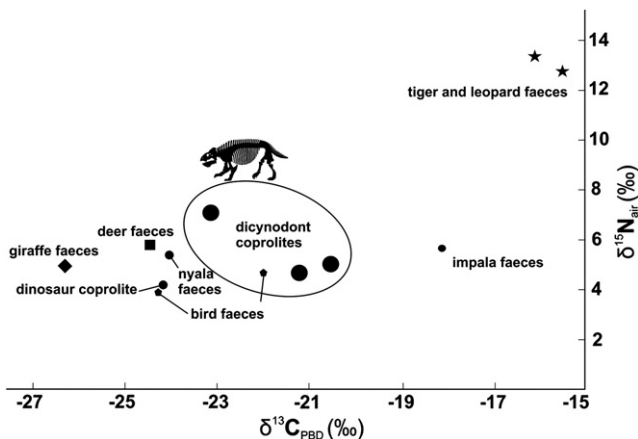 14
12
tiger and leopard faeces
10
8
dicynodont
coprolites
deer faeces
6
giraffe faeces
nyala
faeces
impala faeces
dinosaur coprolite
4
bird faeces
2
δ¹⁵Nair (‰)
-27
-25
-23
-21
-19
-17
-15
δ¹³CPBD (‰)